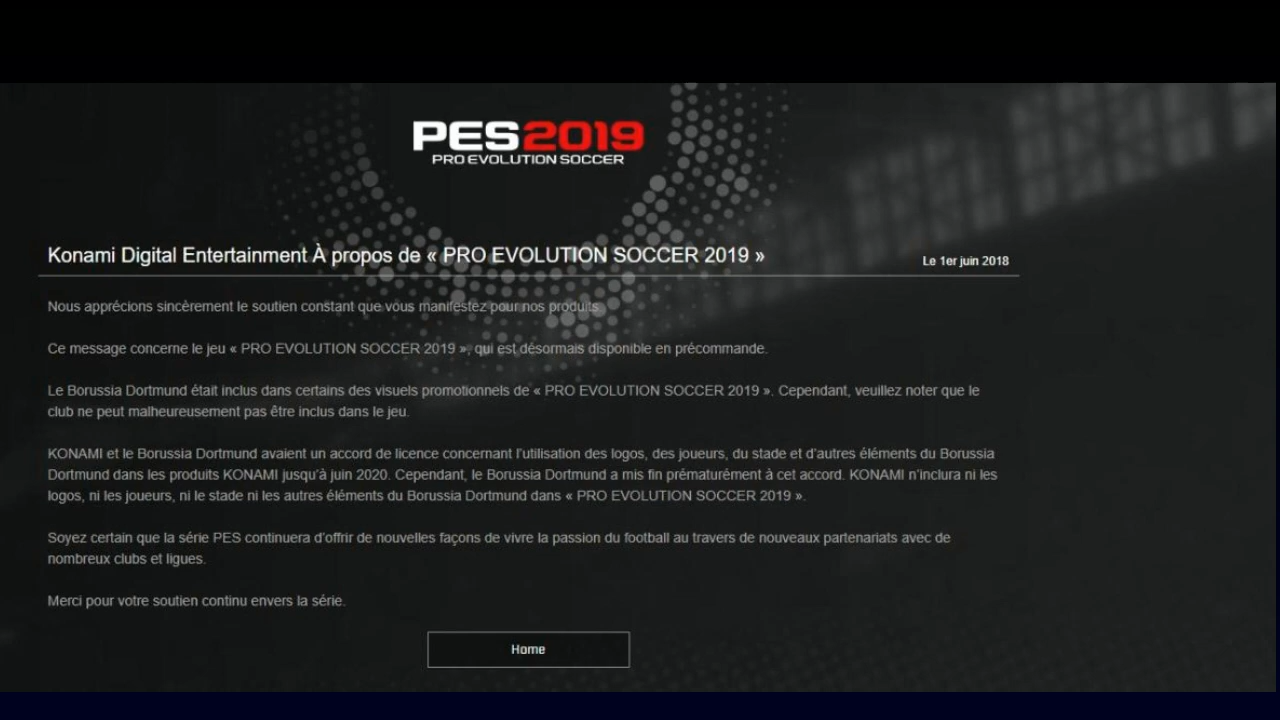 PES2019
PRO EVOLUTION SOCCER
Konami Digital Entertainment À propos de « PRO EVOLUTION SOCCER 2019 »
Le 1er juin 2018
Nous apprécions sincèrement le soutien constant que vous manifestez pour nos produits.
Ce message concerne le jeu « PRO EVOLUTION SOCCER 2019 », qui est désormais disponible en précommande.
Le Borussia Dortmund était inclus dans certains des visuels promotionnels de « PRO EVOLUTION SOCCER 2019 ». Cependant, veuillez noter que le
club ne peut malheureusement pas être inclus dans le jeu.
KONAMI et le Borussia Dortmund avaient un accord de licence concernant l'utilisation des logos, des joueurs, du stade et d'autres éléments du Borussia
Dortmund dans les produits KONAMI jusqu'à juin 2020. Cependant, le Borussia Dortmund a mis fin prématurément à cet accord. KONAMI n'inclura ni les
logos, ni les joueurs, ni le stade ni les autres éléments du Borussia Dortmund dans « PRO EVOLUTION SOCCER 2019 ».
Soyez certain que la série PES continuera d'offrir de nouvelles façons de vivre la passion du football au travers de nouveaux partenariats avec de
nombreux clubs et ligues.
Merci pour votre soutien continu envers la série.
Home